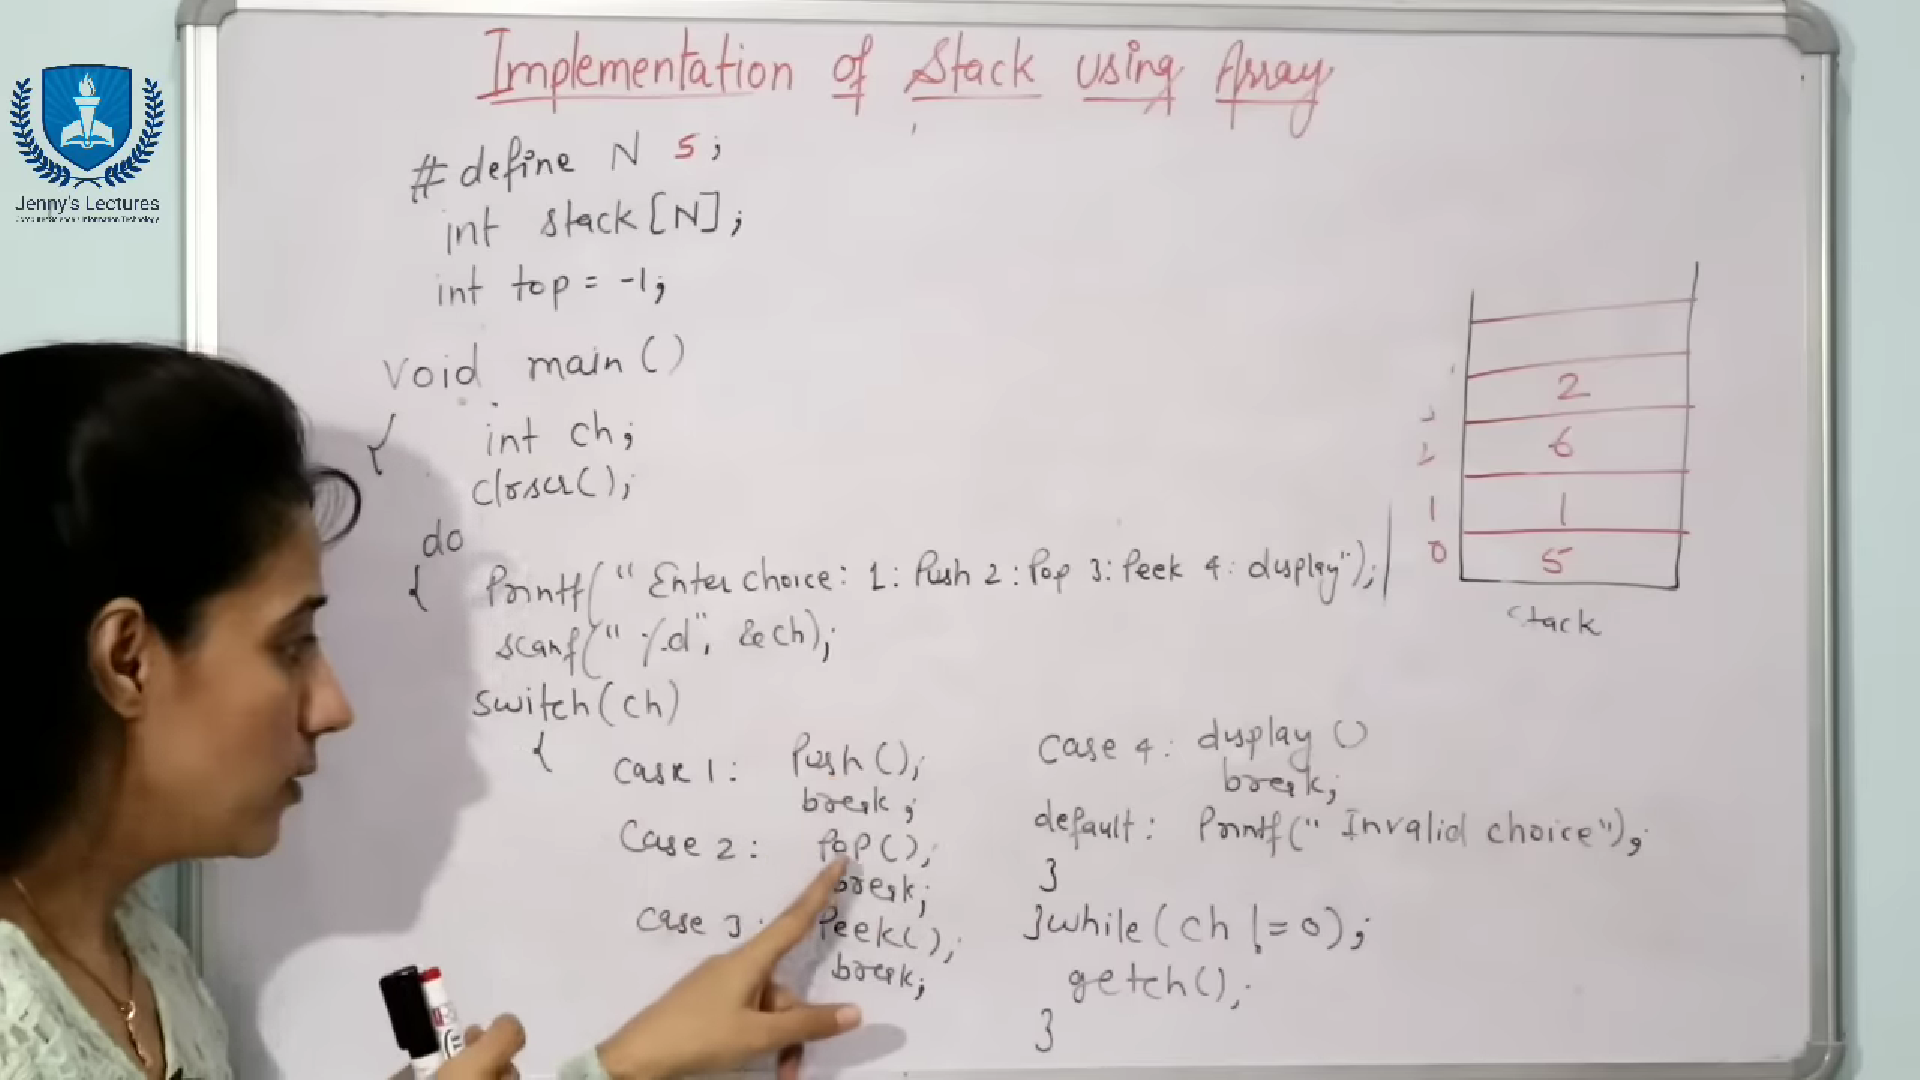 Implementation of Stack using Array
#define N 5;
int stack[N];
int top = -1;
void main()
{
int ch;
clrscr();
do
{ Printf("Enter choice: 1: Push 2: Pop 3: Peek 4: display");
scanf("%d", &ch);
switch(ch)
{
Case 1: Push();
break;
Case 2: Pop();
break;
Case 3: Peek();
break;
Case 4: display()
break;
default: Printf("Invalid choice");
}
}while(ch != 0);
getch();
}
2
6
1 1
0 5
Stack
Jenny's Lectures